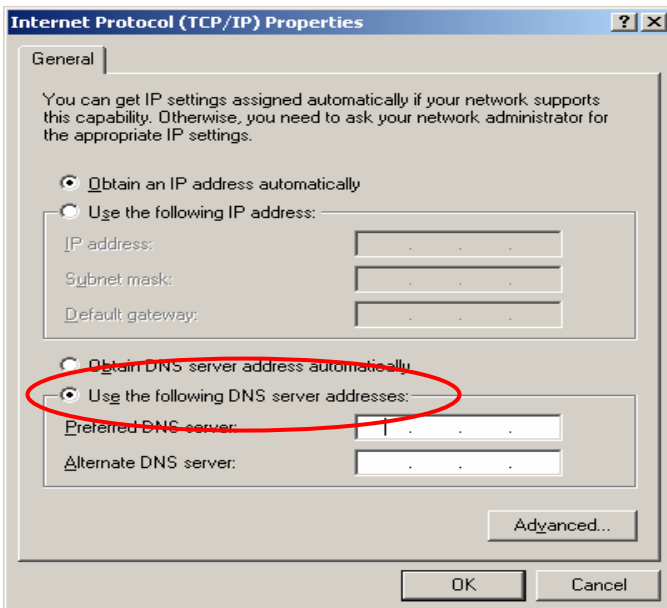 Internet Protocol (TCP/IP) Properties
General
You can get IP settings assigned automatically if your network supports
this capability. Otherwise, you need to ask your network administrator for
the appropriate IP settings.
Obtain an IP address automatically
Use the following IP address:
IP address:
Subnet mask:
Default gateway:
Obtain DNS server address automatically
Use the following DNS server addresses:
Preferred DNS server:
Alternate DNS server:
Advanced...
OK Cancel